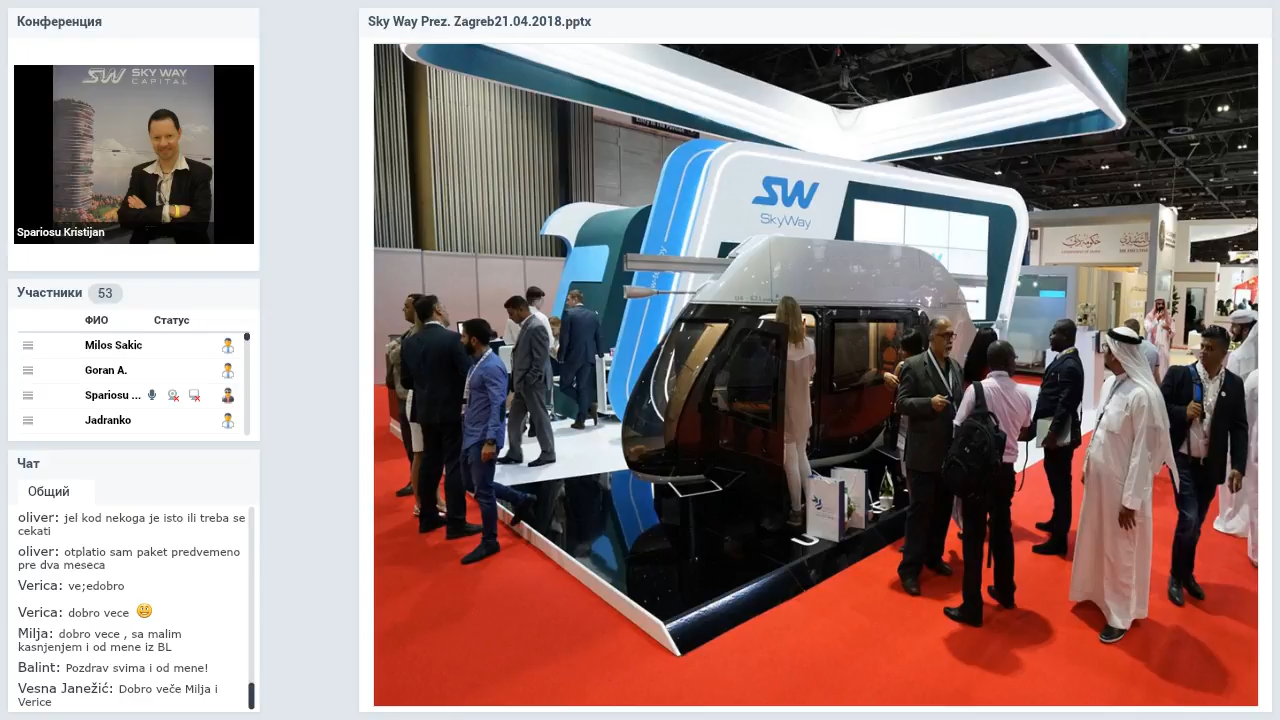 Конференция
SW SKY WAY
CAPITAL
Spariosu Kristijan
Участники 53
ФИО Статус
Milos Sakic
Goran A.
Spariosu ...
Jadranko
Чат
Общий
oliver: jel kod nekoga je isto ili treba se
cekati
oliver: otplatio sam paket predvemeno
pre dva meseca
Verica: ve;edobro
Verica: dobro vece
Milja: dobro vece , sa malim
kasnjenjem i od mene iz BL
Balint: Pozdrav svima i od mene!
Vesna Janežić: Dobro veče Milja i
Verice
Sky Way Prez. Zagreb21.04.2018.pptx
SW
SkyWay